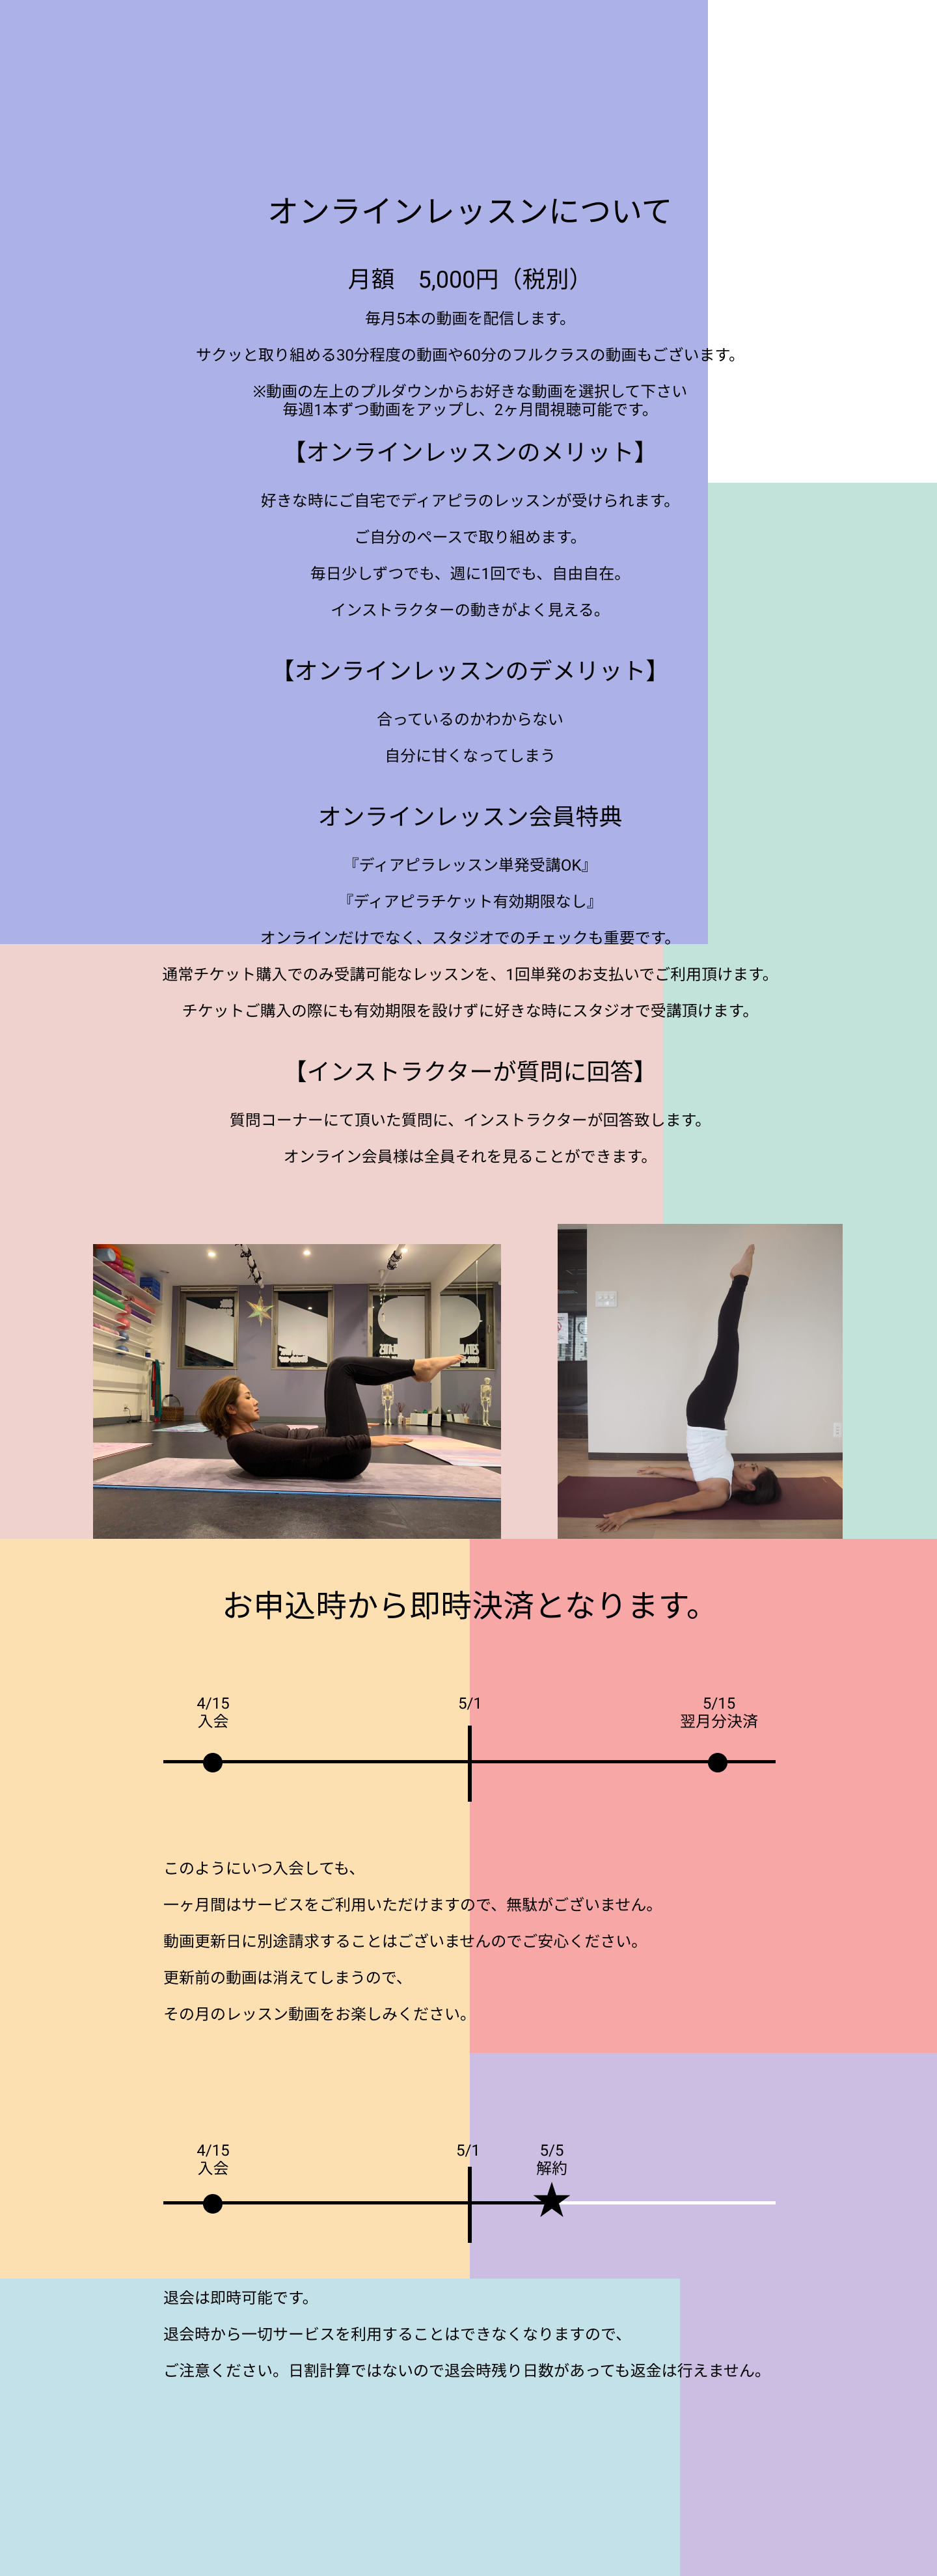 オンラインレッスンについて
月額　5,000円（税別）
毎月5本の動画を配信します。
サクッと取り組める30分程度の動画や60分のフルクラスの動画もございます。
※動画の左上のプルダウンからお好きな動画を選択して下さい
毎週1本ずつ動画をアップし、2ヶ月間視聴可能です。
【オンラインレッスンのメリット】
好きな時にご自宅でディアピラのレッスンが受けられます。
ご自分のペースで取り組めます。
毎日少しずつでも、週に1回でも、自由自在。
インストラクターの動きがよく見える。
【オンラインレッスンのデメリット】
合っているのかわからない
自分に甘くなってしまう
オンラインレッスン会員特典
『ディアピラレッスン単発受講OK』
『ディアピラチケット有効期限なし』
オンラインだけでなく、スタジオでのチェックも重要です。
通常チケット購入でのみ受講可能なレッスンを、1回単発のお支払いでご利用頂けます。
チケットご購入の際にも有効期限を設けずに好きな時にスタジオで受講頂けます。
【インストラクターが質問に回答】
質問コーナーにて頂いた質問に、インストラクターが回答致します。
オンライン会員様は全員それを見ることができます。
お申込時から即時決済となります。
4/15
入会
5/1
5/15
翌月分決済
このようにいつ入会しても、
一ヶ月間はサービスをご利用いただけますので、無駄がございません。
動画更新日に別途請求することはございませんのでご安心ください。
更新前の動画は消えてしまうので、
その月のレッスン動画をお楽しみください。
4/15
入会
5/1
5/5
解約
退会は即時可能です。
退会時から一切サービスを利用することはできなくなりますので、
ご注意ください。日割計算ではないので退会時残り日数があっても返金は行えません。